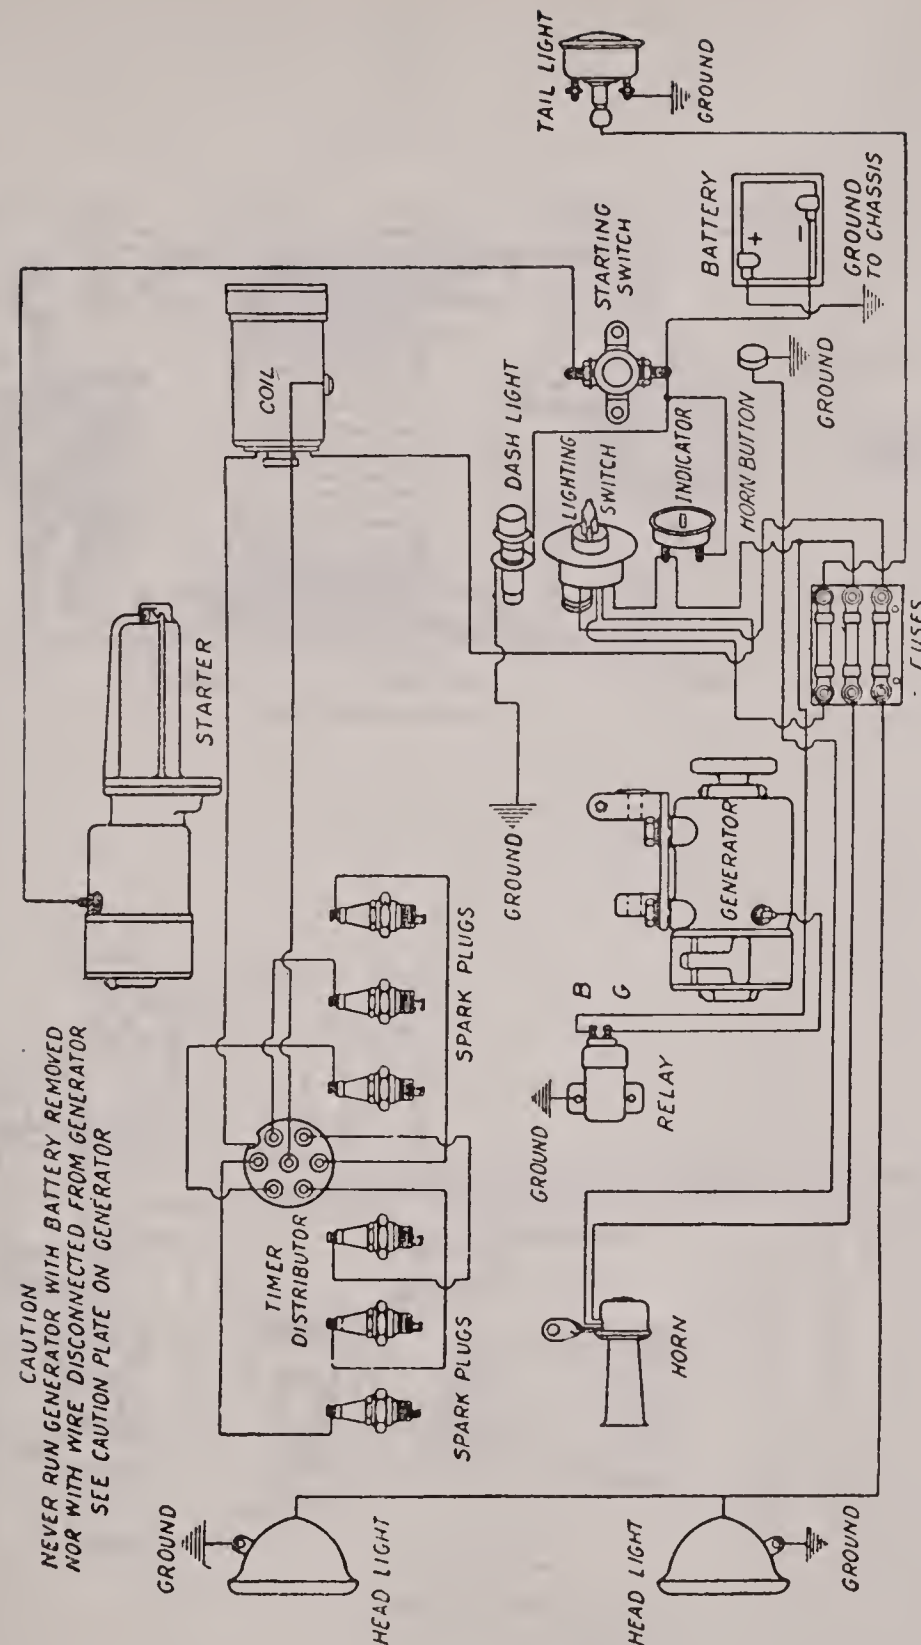 CAUTION
NEVER RUN GENERATOR WITH BATTERY REMOVED
NOR WITH WIRE DISCONNECTED FROM GENERATOR
SEE CAUTION PLATE ON GENERATOR
STARTER
COIL
TAIL LIGHT
GROUND
STARTING
SWITCH
BATTERY
+
-
GROUND
TO CHASSIS
DASH LIGHT
LIGHTING
SWITCH
INDICATOR
HORN BUTTON
GROUND
FUSES
GROUND
GENERATOR
B
G
RELAY
GROUND
SPARK PLUGS
TIMER
DISTRIBUTOR
SPARK PLUGS
HORN
GROUND
HEAD LIGHT
HEAD LIGHT
GROUND